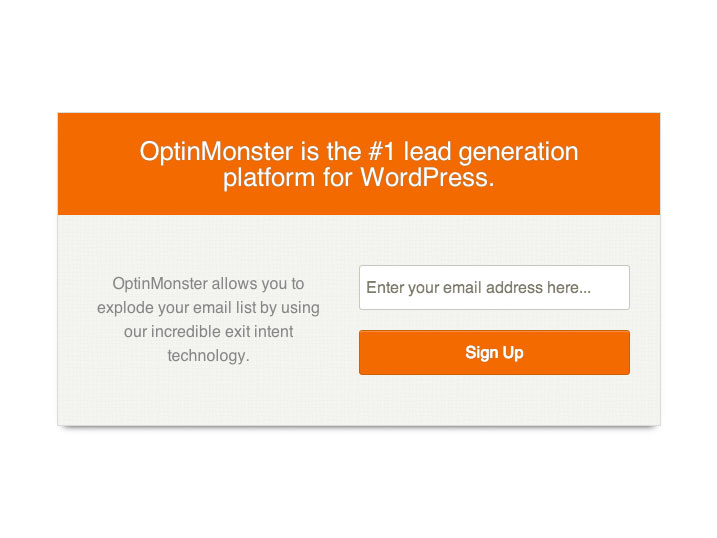 OptinMonster is the #1 lead generation
platform for WordPress.
OptinMonster allows you to
explode your email list by using
our incredible exit intent
technology.
Enter your email address here...
Sign Up